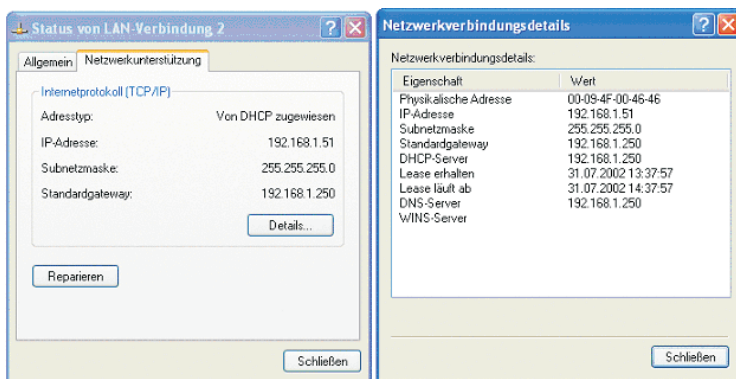 Status von LAN-Verbindung 2
Allgemein
Netzwerkunterstützung
Internetprotokoll (TCP/IP)
Adresstyp: Von DHCP zugewiesen
IP-Adresse: 192.168.1.51
Subnetzmaske: 255.255.255.0
Standardgateway: 192.168.1.250
Details...
Reparieren
Schließen
Netzwerkverbindungsdetails
Netzwerkverbindungsdetails:
Eigenschaft Wert
Physikalische Adresse 00-09-4F-00-46-46
IP-Adresse 192.168.1.51
Subnetzmaske 255.255.255.0
Standardgateway 192.168.1.250
DHCP-Server 192.168.1.250
Lease erhalten 31.07.2002 13:37:57
Lease läuft ab 31.07.2002 14:37:57
DNS-Server 192.168.1.250
WINS-Server
Schließen